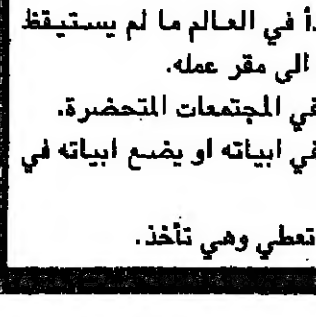 في العالم ما لم يستيقظ
الى مقر عمله.
في المجتمعات المتحضرة.
في ابياته او يضع ابياته في
تعطي وهي تأخذ.